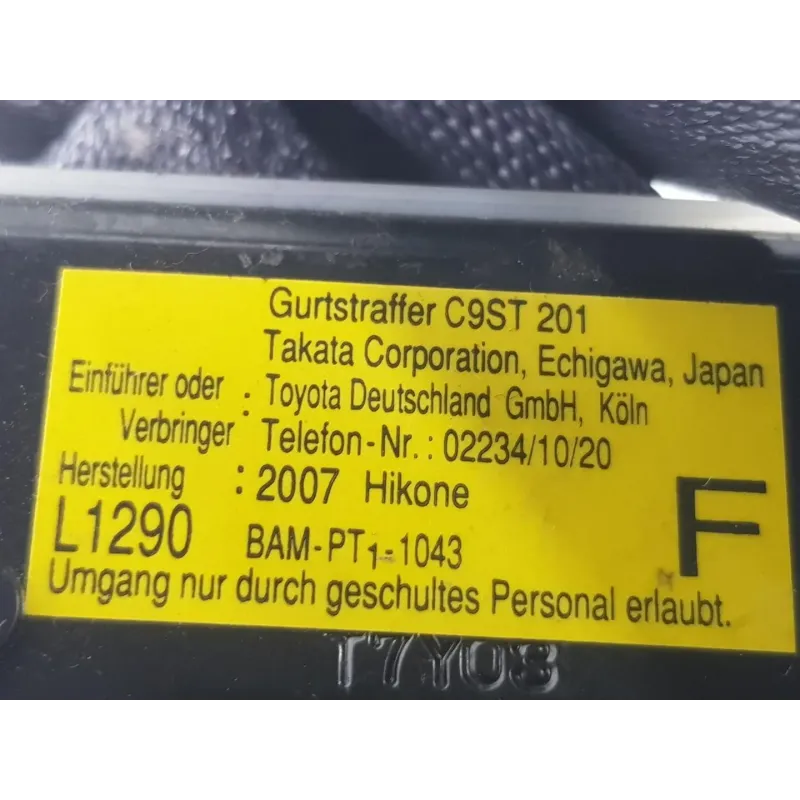 Gurtstraffer C9ST 201
Takata Corporation, Echigawa, Japan
Einführer oder : Toyota Deutschland GmbH, Köln
Verbringer Telefon-Nr.: 02234/10/20
Herstellung : 2007 Hikone
L1290 BAM-PT1-1043 F
Umgang nur durch geschultes Personal erlaubt.
T7Y08